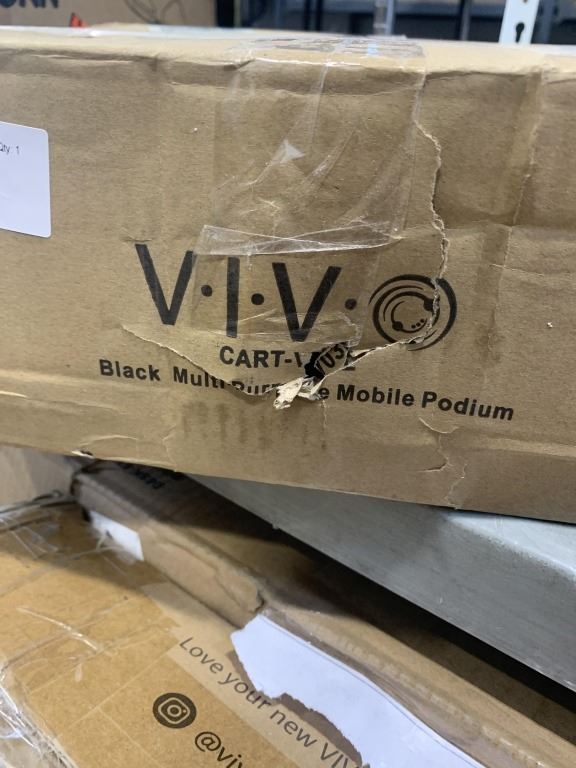 Qty: 1
V·I·V·O
CART-V
Black Multi Mobile Podium
Love your new VIV
@viv